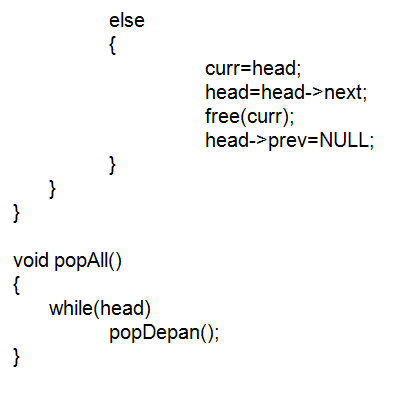 else
{
curr=head;
head=head->next;
free(curr);
head->prev=NULL;
}
}
}
void popAll()
{
while(head)
popDepan();
}